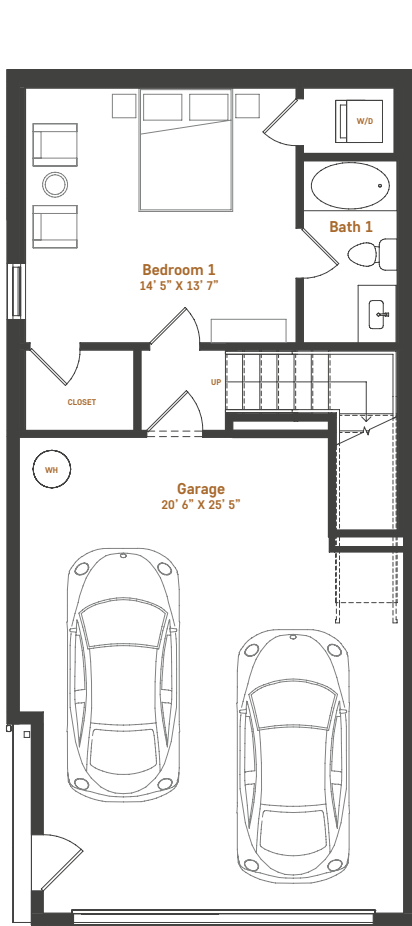 W/D
Bath 1
Bedroom 1
14’ 5” X 13’ 7”
UP
CLOSET
WH
Garage
20’ 6” X 25’ 5”